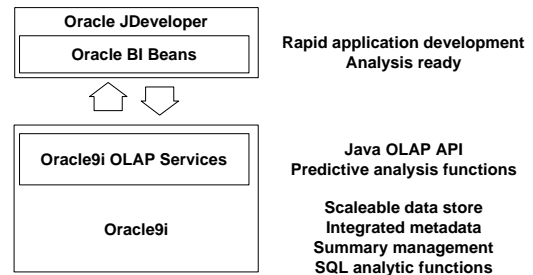 Oracle JDeveloper
Oracle BI Beans
Rapid application development
Analysis ready
Oracle9i OLAP Services
Java OLAP API
Predictive analysis functions
Oracle9i
Scaleable data store
Integrated metadata
Summary management
SQL analytic functions